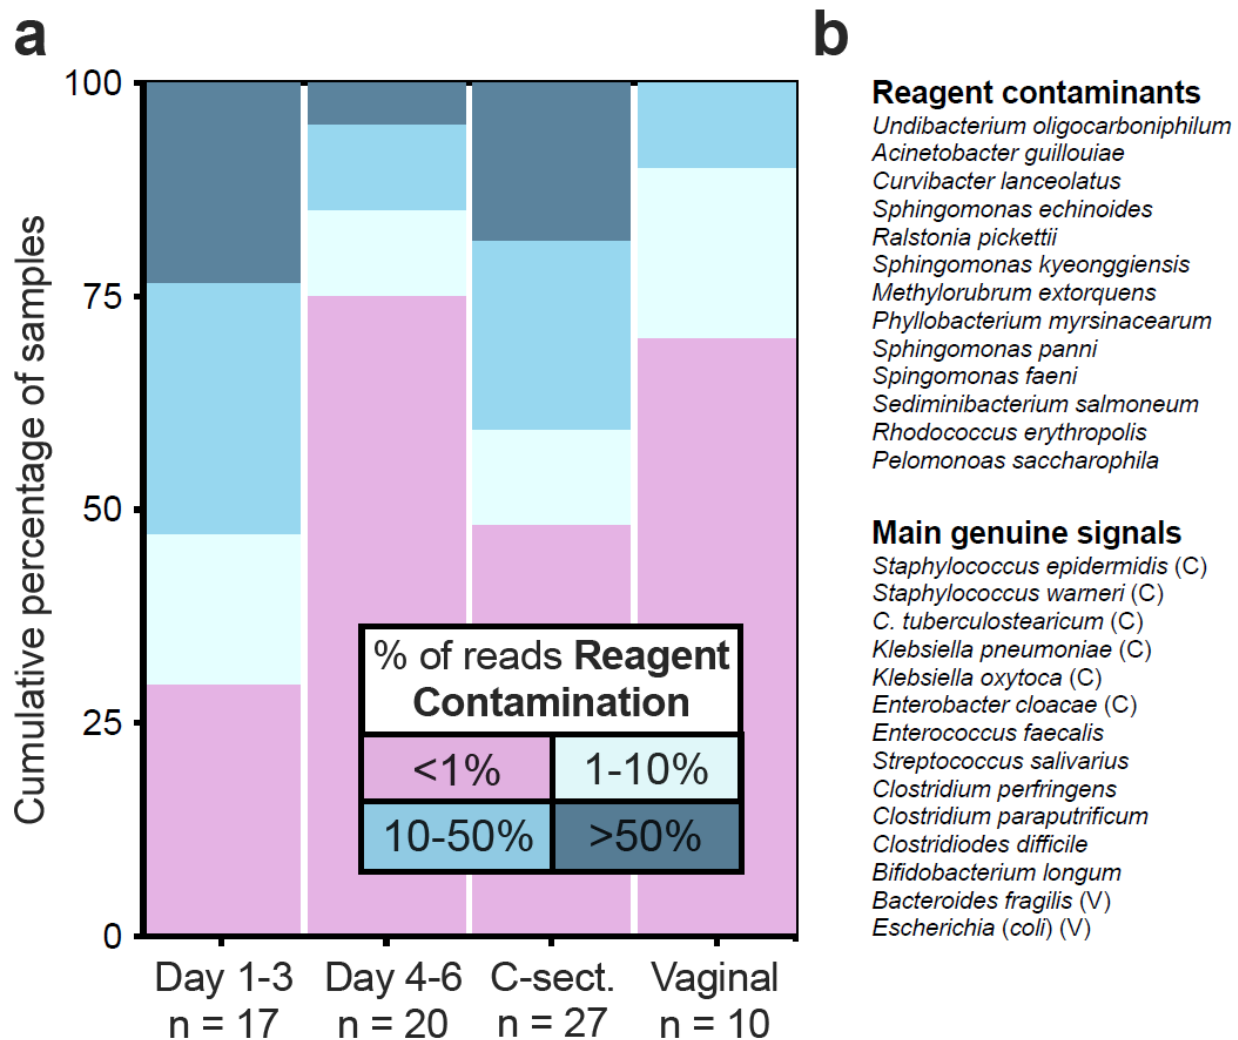 a
100
75
50
25
0
Cumulative percentage of samples
% of reads Reagent
Contamination
<1%
1-10%
10-50%
>50%
Day 1-3
n = 17
Day 4-6
n = 20
C-sect.
n = 27
Vaginal
n = 10
b
Reagent contaminants
Undibacterium oligocarboniphilum
Acinetobacter guillouiae
Curvibacter lanceolatus
Sphingomonas echinoides
Ralstonia pickettii
Sphingomonas kyeonggiensis
Methylorubrum extorquens
Phyllobacterium myrsinacearum
Sphingomonas panni
Spingomonas faeni
Sediminibacterium salmoneum
Rhodococcus erythropolis
Pelomonoas saccharophila
Main genuine signals
Staphylococcus epidermidis (C)
Staphylococcus warneri (C)
C. tuberculostearicum (C)
Klebsiella pneumoniae (C)
Klebsiella oxytoca (C)
Enterobacter cloacae (C)
Enterococcus faecalis
Streptococcus salivarius
Clostridium perfringens
Clostridium paraputrificum
Clostridiodes difficile
Bifidobacterium longum
Bacteroides fragilis (V)
Escherichia (coli) (V)